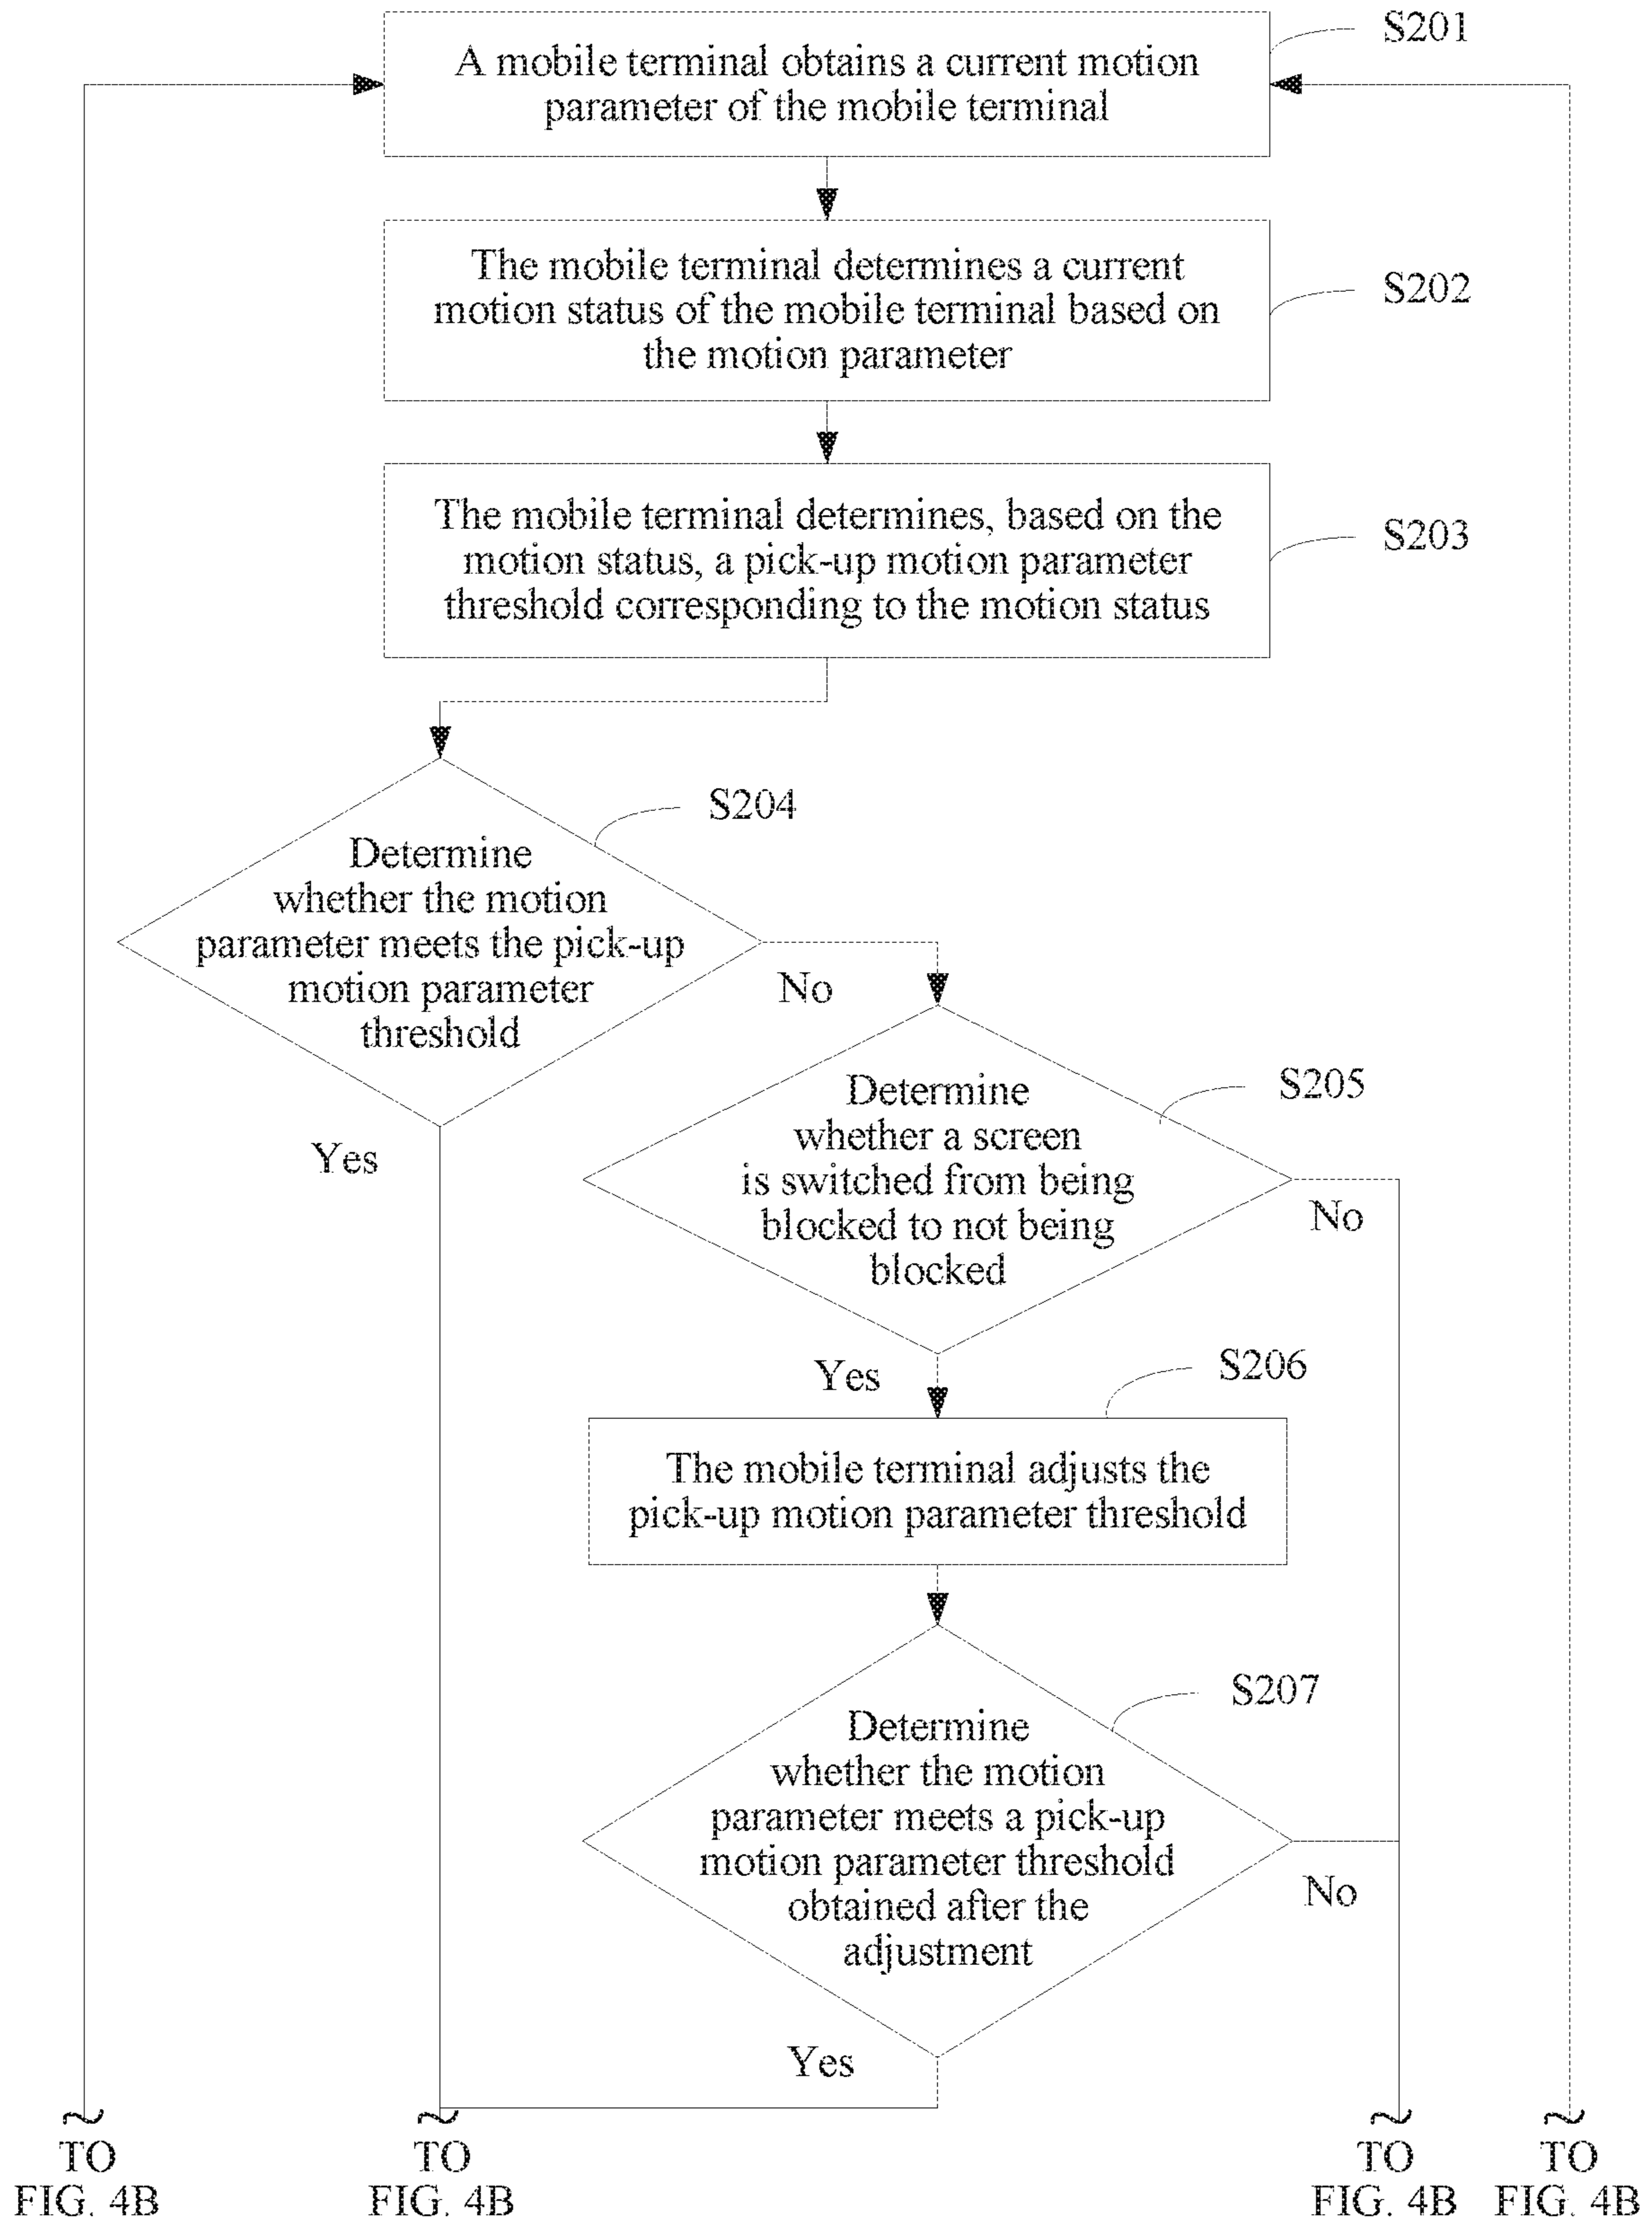 S201
A mobile terminal obtains a current motion
parameter of the mobile terminal
The mobile terminal determines a current
motion status of the mobile terminal based on
the motion parameter
S202
The mobile terminal determines, based on the
motion status, a pick-up motion parameter
threshold corresponding to the motion status
S203
S204
Determine
whether the motion
parameter meets the pick-up
motion parameter
threshold
No
Yes
S205
Determine
whether a screen
is switched from being
blocked to not being
blocked
No
Yes
S206
The mobile terminal adjusts the
pick-up motion parameter threshold
S207
Determine
whether the motion
parameter meets a pick-up
motion parameter threshold
obtained after the
adjustment
No
Yes
TO
FIG. 4B
TO
FIG. 4B
TO
FIG. 4B
TO
FIG. 4B